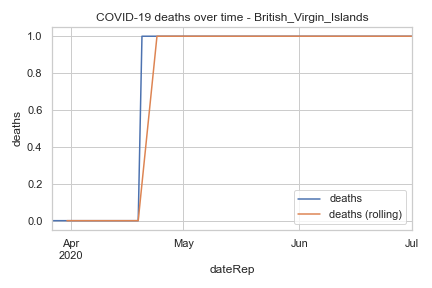 COVID-19 deaths over time - British_Virgin_Islands
1.0
0.8
0.6
0.4
0.2
0.0
deaths
deaths
deaths (rolling)
Apr
2020
May
Jun
Jul
dateRep